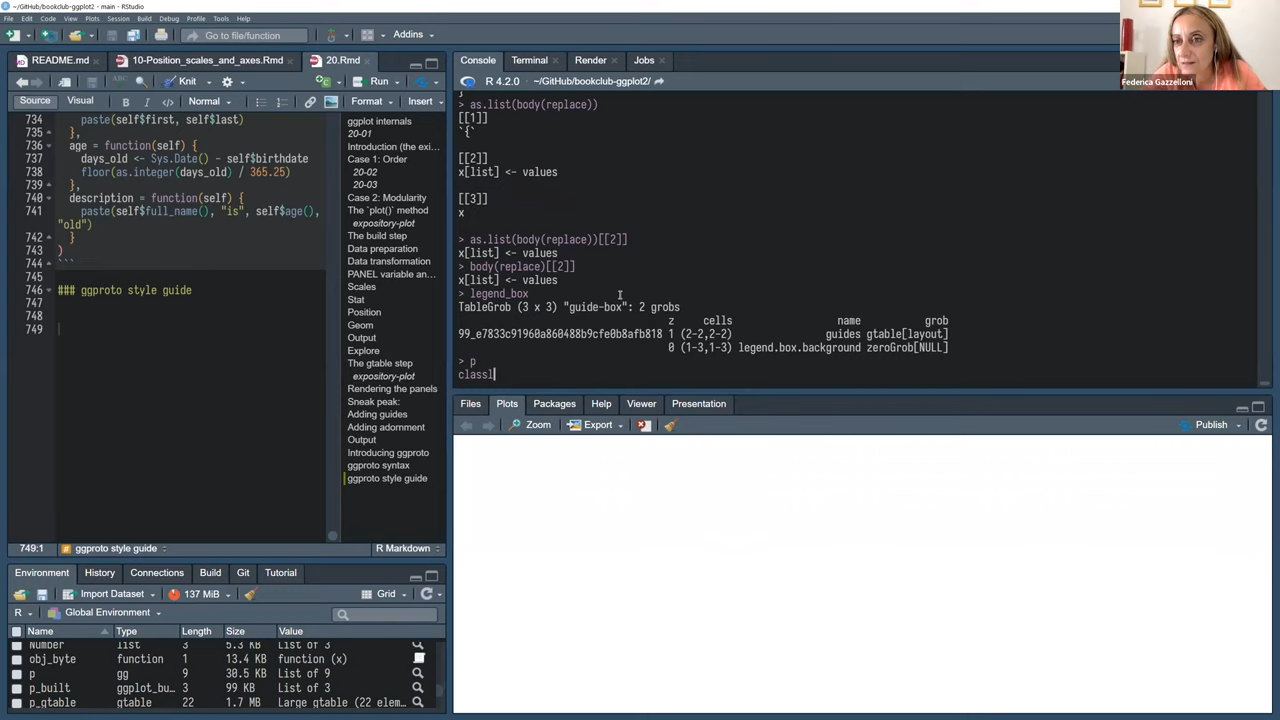 ~/GitHub/bookclub-ggplot2 - main - RStudio
File Edit Code View Plots Session Build Debug Profile Tools Help
Go to file/function Addins
README.md 10-Position_scales_and_axes.Rmd 20.Rmd
Knit Run
Source Visual B I </> Normal Format Insert
734 paste(self$first, self$last)
735 },
736 age = function(self) {
737 days_old <- Sys.Date() - self$birthdate
738 floor(as.integer(days_old) / 365.25)
739 },
740 description = function(self) {
741 paste(self$full_name(), "is", self$age(),
"old")
742 }
743 )
744 ```
745
746 ### ggproto style guide
747
748
749
ggplot internals
20-01
Introduction (the exi...
Case 1: Order
20-02
20-03
Case 2: Modularity
The `plot()` method
expository-plot
The build step
Data preparation
Data transformation
PANEL variable an...
Scales
Stat
Position
Geom
Output
Explore
The gtable step
expository-plot
Rendering the panels
Sneak peak:
Adding guides
Adding adornment
Output
Introducing ggproto
ggproto syntax
ggproto style guide
749:1 ggproto style guide R Markdown
Environment History Connections Build Git Tutorial
Import Dataset 137 MiB Grid
R Global Environment
Name Type Length Size Value
Number list 3 5.3 KB List of 3
obj_byte function 1 13.4 KB function (x)
p gg 9 30.5 KB List of 9
p_built ggplot_bu... 3 99 KB List of 3
p_gtable gtable 22 1.7 MB Large gtable (22 elem...
Console Terminal Render Jobs
R 4.2.0 · ~/GitHub/bookclub-ggplot2/
}
> as.list(body(replace))
[[1]]
`{`
[[2]]
x[list] <- values
[[3]]
x
> as.list(body(replace))[[2]]
x[list] <- values
> body(replace)[[2]]
x[list] <- values
> legend_box
TableGrob (3 x 3) "guide-box": 2 grobs
z cells name grob
99_e7833c91960a860488b9cfe0b8afb818 1 (2-2,2-2) guides gtable[layout]
0 (1-3,1-3) legend.box.background zeroGrob[NULL]
> p
classl
Files Plots Packages Help Viewer Presentation
Zoom Export Publish
Federica Gazzelloni